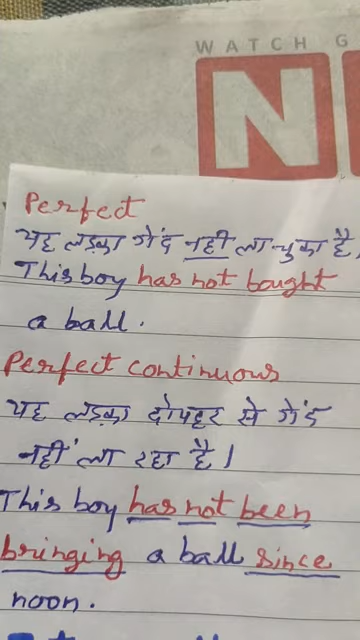 WATCH G
N
Perfect
यह लड़का गेंद नहीं ला चुका है,
This boy has not bought
a ball.
Perfect continuous
यह लड़का दोपहर से गेंद
नहीं ला रहा है।
This boy has not been
bringing a ball since
noon.